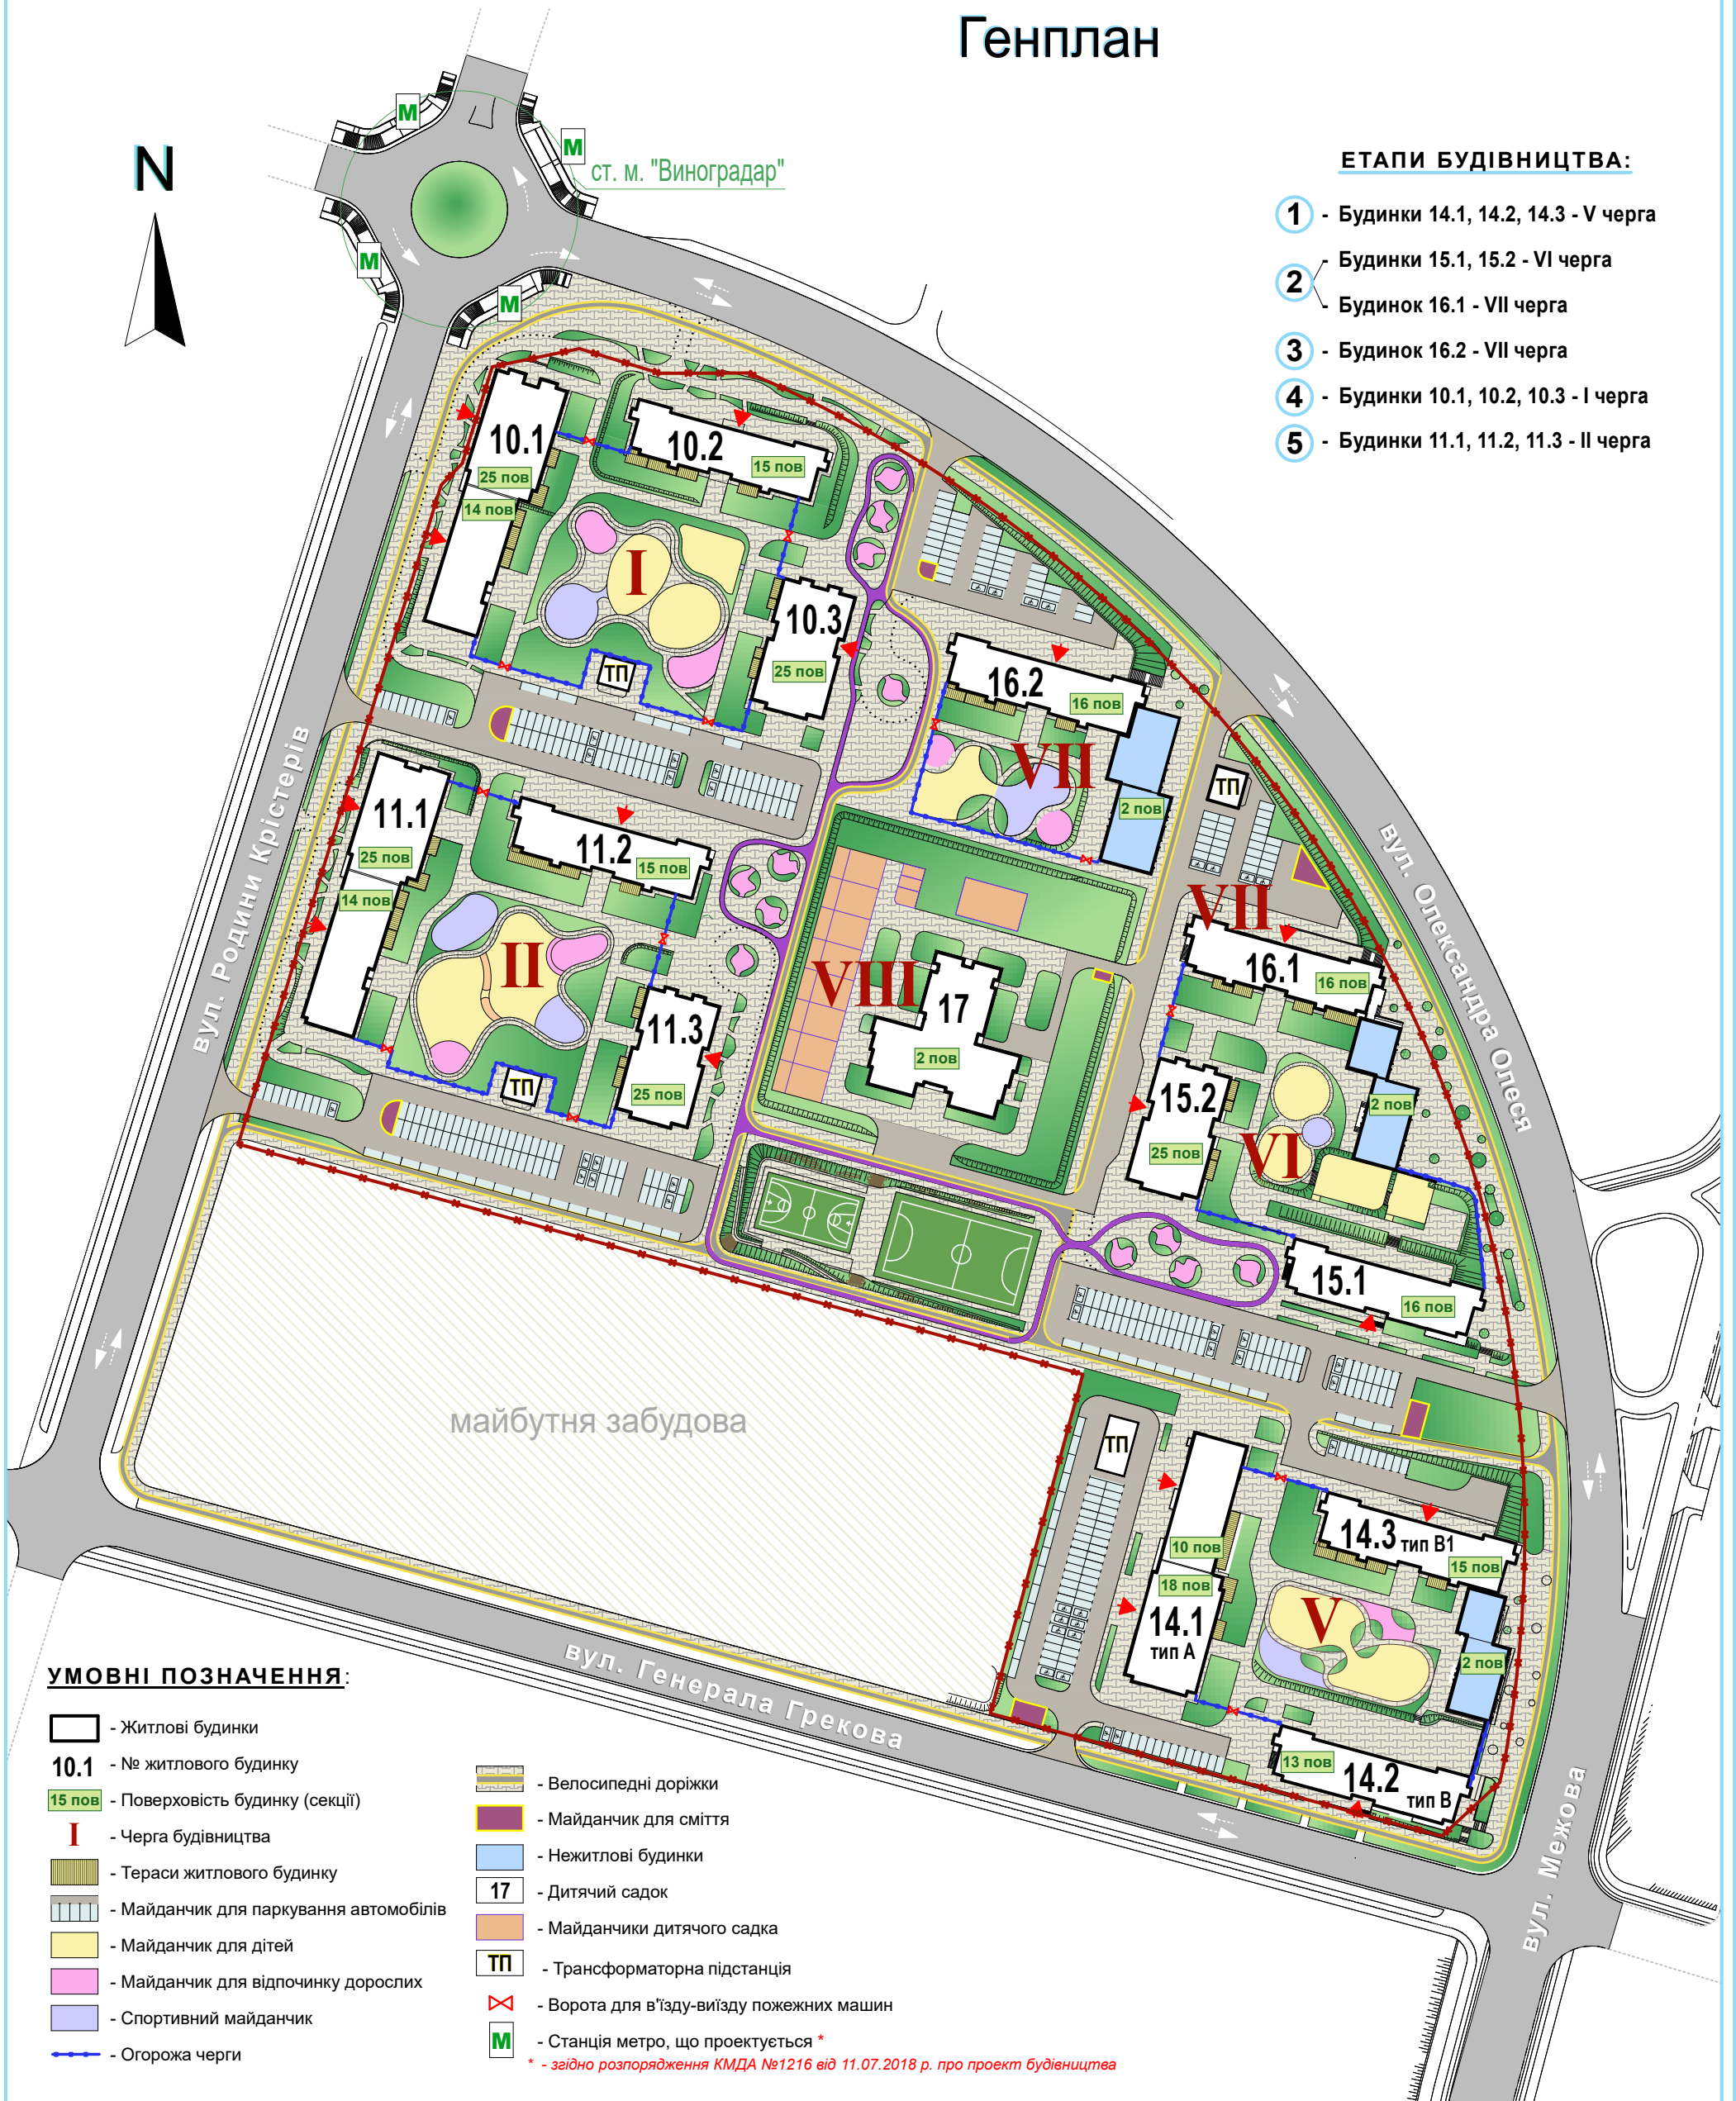 Генплан
N
М
М
М
М
ст. м. "Виноградар"
ЕТАПИ БУДІВНИЦТВА:
1 - Будинки 14.1, 14.2, 14.3 - V черга
2 - Будинки 15.1, 15.2 - VI черга
- Будинок 16.1 - VII черга
3 - Будинок 16.2 - VII черга
4 - Будинки 10.1, 10.2, 10.3 - I черга
5 - Будинки 11.1, 11.2, 11.3 - II черга
10.1
25 пов
14 пов
10.2
15 пов
I
10.3
25 пов
ТП
16.2
16 пов
VII
2 пов
ТП
11.1
25 пов
14 пов
11.2
15 пов
II
11.3
25 пов
ТП
VIII
17
2 пов
VII
16.1
16 пов
2 пов
15.2
25 пов
VI
15.1
16 пов
вул. Родини Крістерів
вул. Олександра Олеся
майбутня забудова
ТП
10 пов
18 пов
14.1
тип А
14.3 тип В1
15 пов
V
2 пов
13 пов
14.2
тип В
вул. Генерала Грекова
вул. Межова
УМОВНІ ПОЗНАЧЕННЯ:
- Житлові будинки
10.1 - № житлового будинку
15 пов - Поверховість будинку (секції)
I - Черга будівництва
- Тераси житлового будинку
- Майданчик для паркування автомобілів
- Майданчик для дітей
- Майданчик для відпочинку дорослих
- Спортивний майданчик
- Огорожа черги
- Велосипедні доріжки
- Майданчик для сміття
- Нежитлові будинки
17 - Дитячий садок
- Майданчики дитячого садка
ТП - Трансформаторна підстанція
- Ворота для в'їзду-виїзду пожежних машин
М - Станція метро, що проектується *
* - згідно розпорядження КМДА №1216 від 11.07.2018 р. про проект будівництва